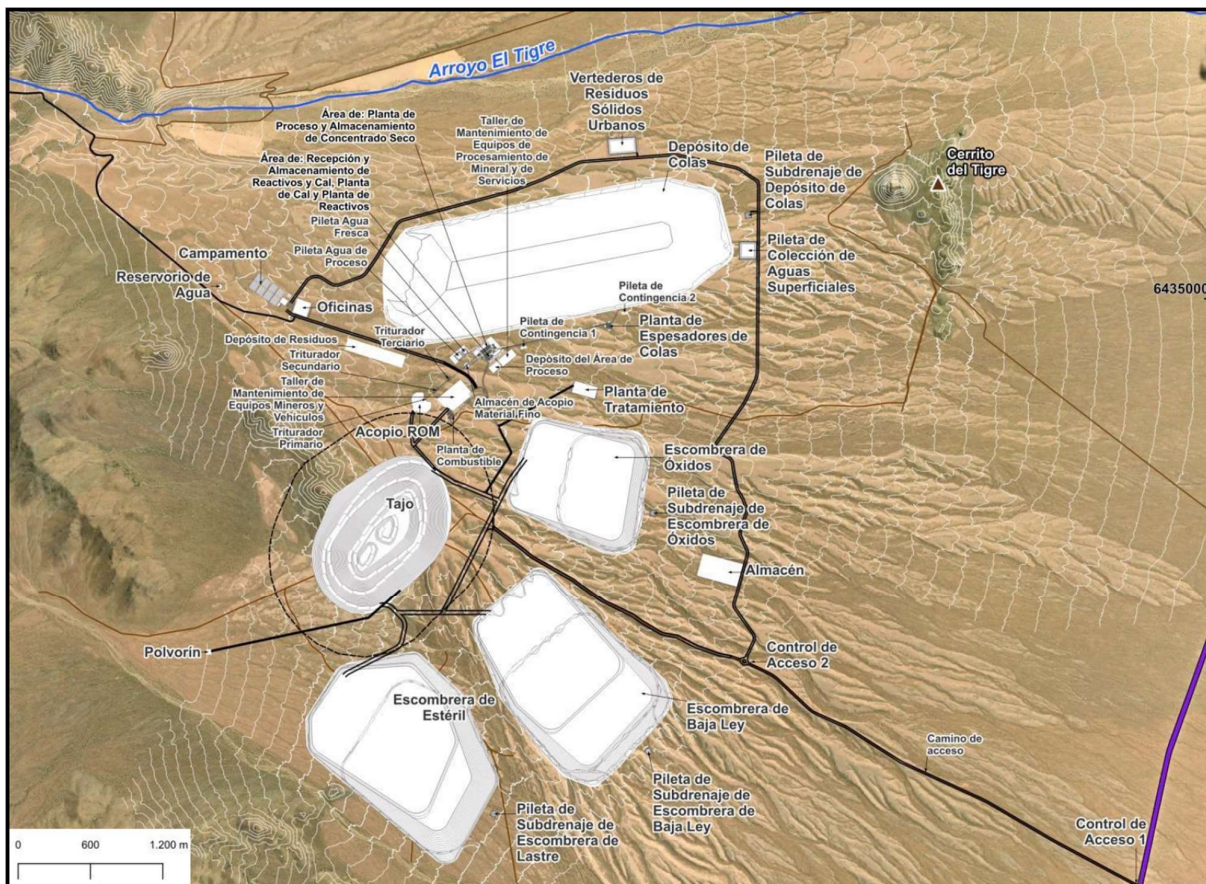 Arroyo El Tigre
Vertederos de
Residuos
Sólidos
Urbanos
Área de: Planta de
Proceso y Almacenamiento
de Concentrado Seco
Taller de
Mantenimiento de
Equipos de
Procesamiento de
Mineral y de
Servicios
Depósito de
Colas
Pileta de
Subdrenaje de
Depósito de
Colas
Cerrito
del Tigre
Área de: Recepción y
Almacenamiento de
Reactivos y Cal, Planta
de Cal y Planta de
Reactivos
Pileta Agua
Fresca
Pileta Agua de
Proceso
Campamento
Reservorio de
Agua
Oficinas
Pileta de
Colección de
Aguas
Superficiales
6435000
Pileta de
Contingencia 2
Pileta de
Contingencia 1
Planta de
Espesadores de
Colas
Triturador
Terciario
Depósito de Residuos
Triturador
Secundario
Depósito del Área de
Proceso
Taller de
Mantenimiento de
Equipos Mineros y
Vehículos
Triturador
Primario
Almacén de Acopio
Material Fino
Planta de
Tratamiento
Acopio ROM
Planta de
Combustible
Escombrera de
Óxidos
Tajo
Pileta de
Subdrenaje de
Escombrera de
Óxidos
Almacén
Polvorín
Control de
Acceso 2
Escombrera de
Estéril
Escombrera de
Baja Ley
Camino de
acceso
Pileta de
Subdrenaje de
Escombrera de
Baja Ley
Pileta de
Subdrenaje de
Escombrera de
Lastre
Control de
Acceso 1
0 600 1.200 m